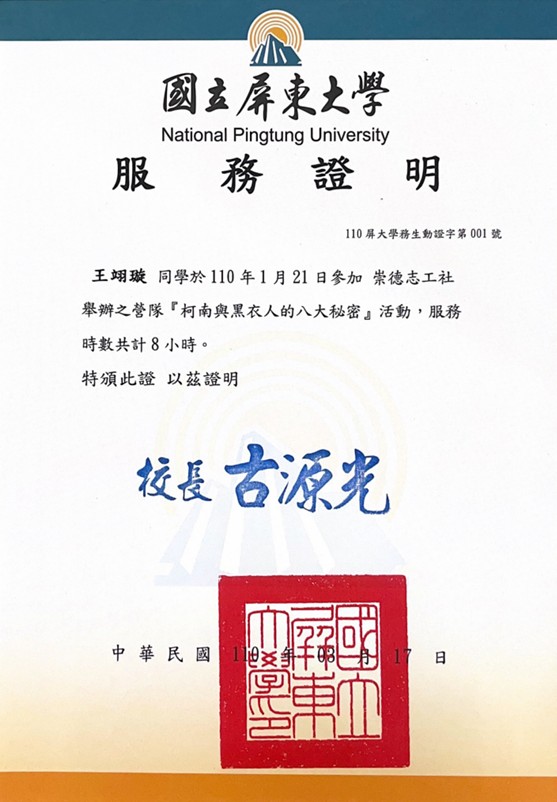 國立屏東大學
National Pingtung University
服務證明
110 屏大學務生動證字第 001 號
王翊璇 同學於 110 年 1 月 21 日參加 崇德志工社
舉辦之營隊『柯南與黑衣人的八大秘密』活動，服務
時數共計 8 小時。
特頒此證 以茲證明
校長 古源光
中華民國 110 年 03 月 17 日
國立屏東大學印